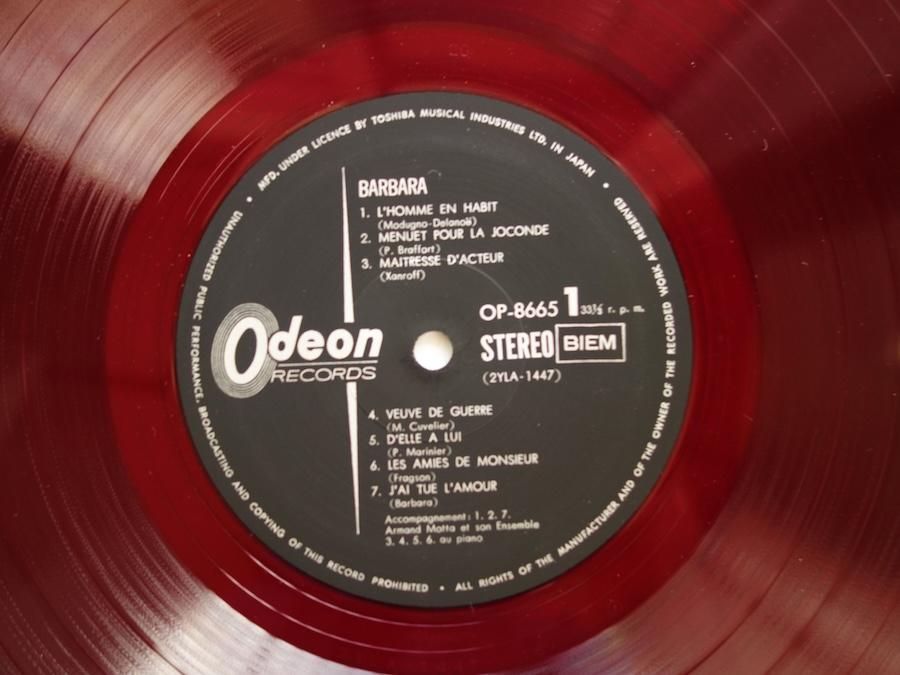 • MFD. UNDER LICENCE BY TOSHIBA MUSICAL INDUSTRIES LTD. IN JAPAN •
BARBARA
1. L'HOMME EN HABIT
(Modugno-Delanoë)
2. MENUET POUR LA JOCONDE
(P. Braffort)
3. MAITRESSE D'ACTEUR
(Xanroff)
OP-8665 1 33⅓ r. p. m.
Odeon
RECORDS
STEREO BIEM
(2YLA-1447)
4. VEUVE DE GUERRE
(M. Cuvelier)
5. D'ELLE A LUI
(P. Marinier)
6. LES AMIES DE MONSIEUR
(Fragson)
7. J'AI TUE L'AMOUR
(Barbara)
Accompagnement: 1. 2. 7.
Armand Motta et son Ensemble
3. 4. 5. 6. au piano
UNAUTHORIZED PUBLIC PERFORMANCE, BROADCASTING AND COPYING OF THIS RECORD PROHIBITED • ALL RIGHTS OF THE MANUFACTURER AND OF THE OWNER OF THE RECORDED WORK ARE RESERVED